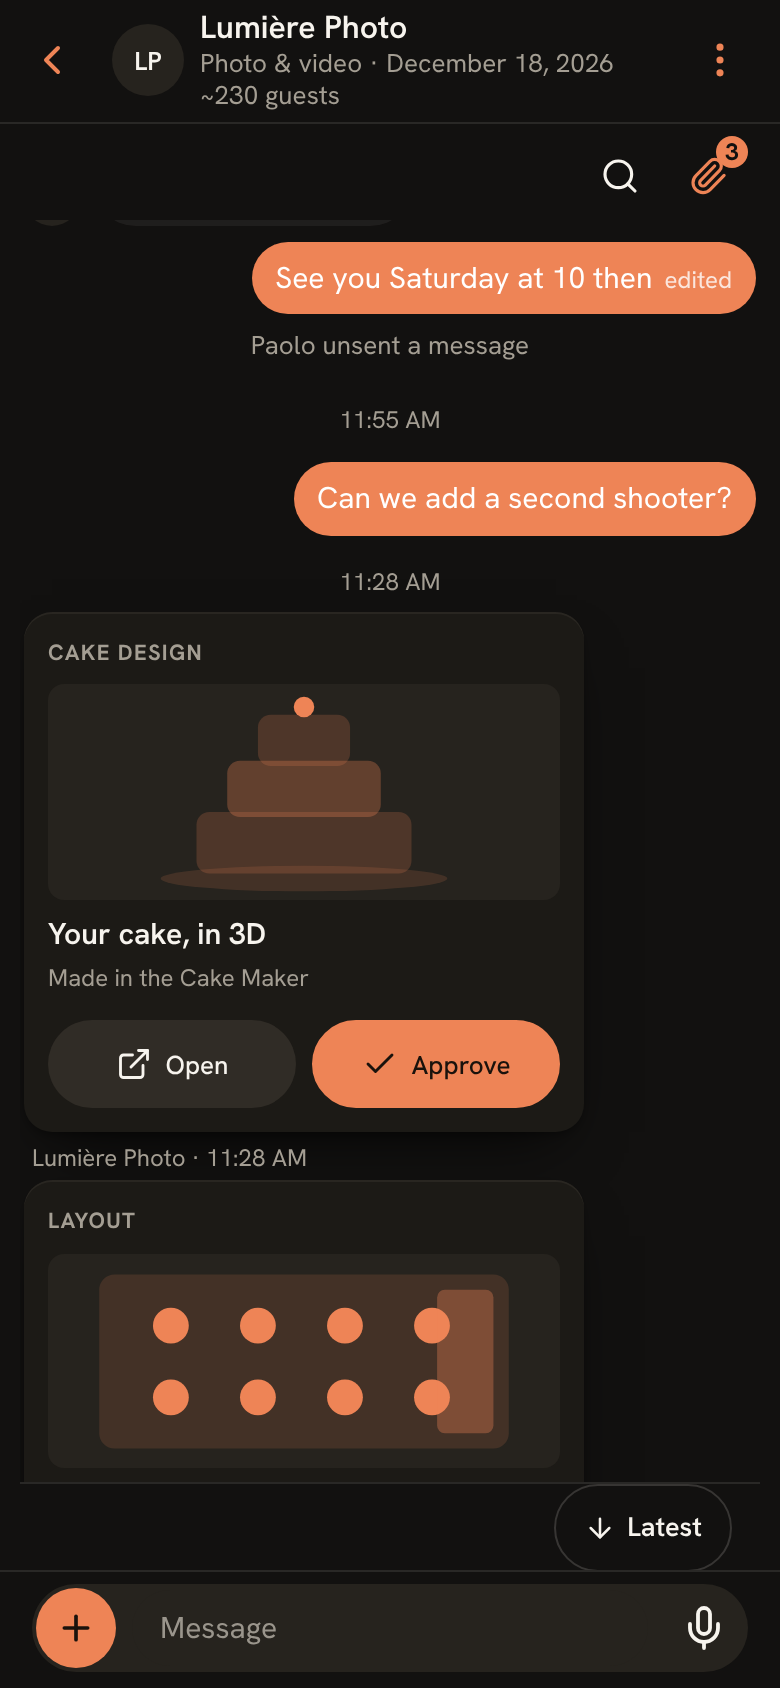 Lumière Photo
LP
Photo & video · December 18, 2026
~230 guests
3
See you Saturday at 10 then edited
Paolo unsent a message
11:55 AM
Can we add a second shooter?
11:28 AM
CAKE DESIGN
Your cake, in 3D
Made in the Cake Maker
Open
Approve
Lumière Photo · 11:28 AM
LAYOUT
Latest
Message